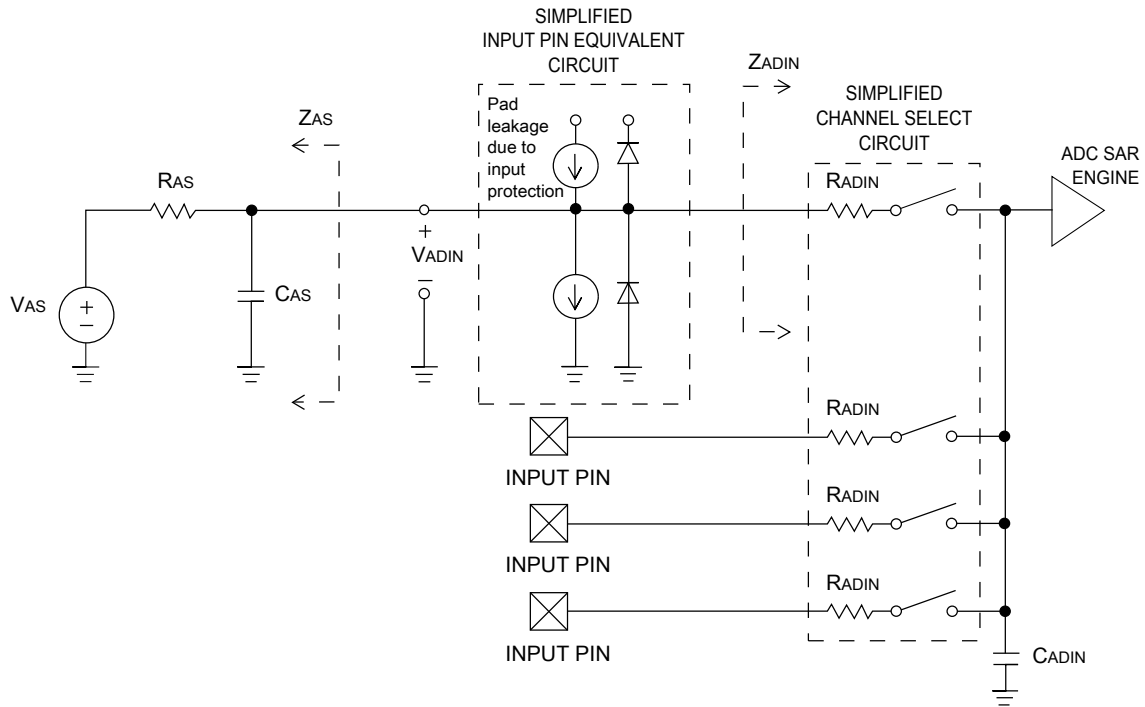 SIMPLIFIED
INPUT PIN EQUIVALENT
CIRCUIT
Pad
leakage
due to
input
protection
ZAS
RAS
VAS
+
-
CAS
+
VADIN
-
ZADIN
SIMPLIFIED
CHANNEL SELECT
CIRCUIT
RADIN
ADC SAR
ENGINE
RADIN
INPUT PIN
RADIN
INPUT PIN
RADIN
INPUT PIN
CADIN